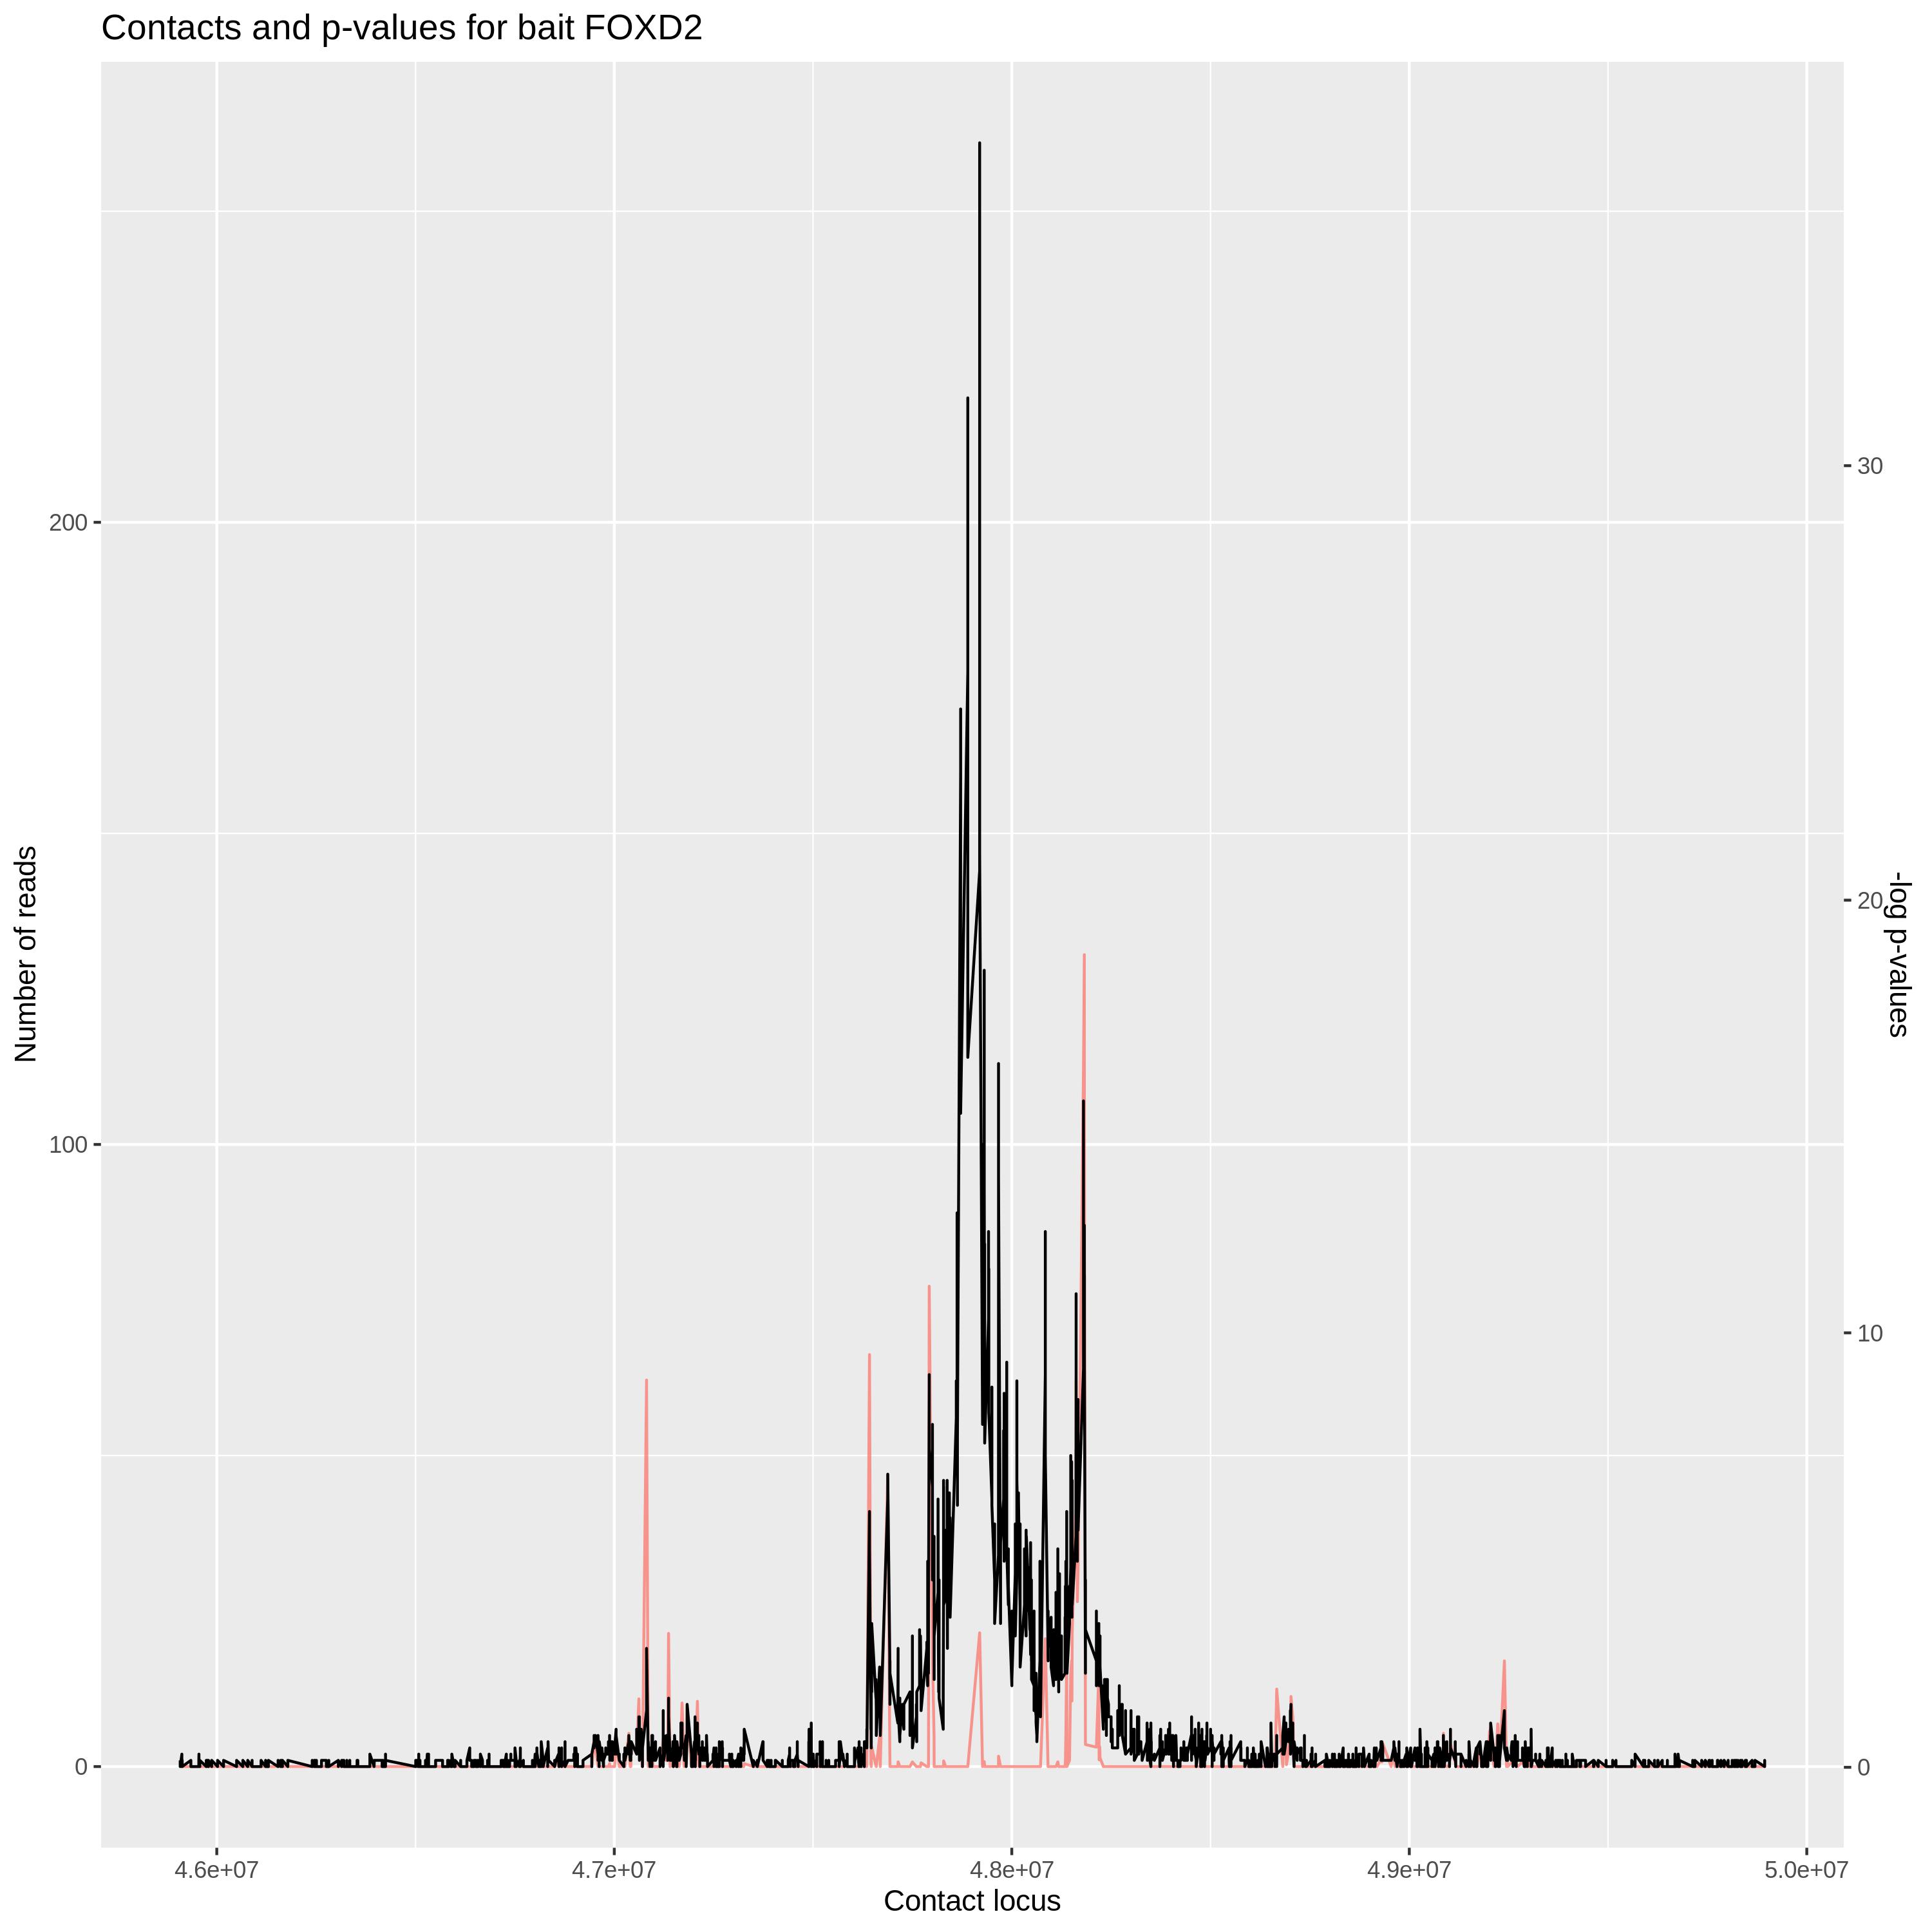 Contacts and p-values for bait FOXD2
Number of reads
200
100
0
30
20
10
0
-log p-values
4.6e+07 4.7e+07 4.8e+07 4.9e+07 5.0e+07
Contact locus